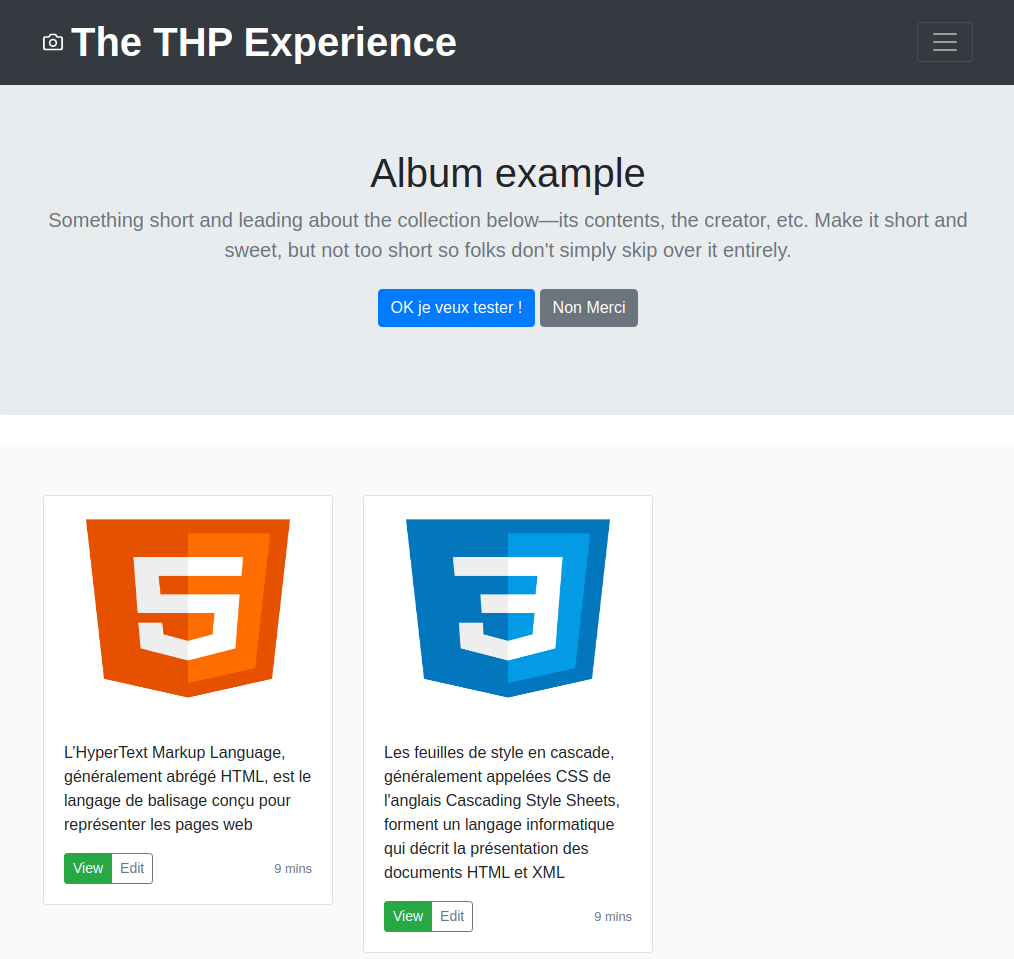 The THP Experience
Album example
Something short and leading about the collection below—its contents, the creator, etc. Make it short and
sweet, but not too short so folks don't simply skip over it entirely.
OK je veux tester !
Non Merci
L’HyperText Markup Language,
généralement abrégé HTML, est le
langage de balisage conçu pour
représenter les pages web
View
Edit
9 mins
Les feuilles de style en cascade,
généralement appelées CSS de
l'anglais Cascading Style Sheets,
forment un langage informatique
qui décrit la présentation des
documents HTML et XML
View
Edit
9 mins